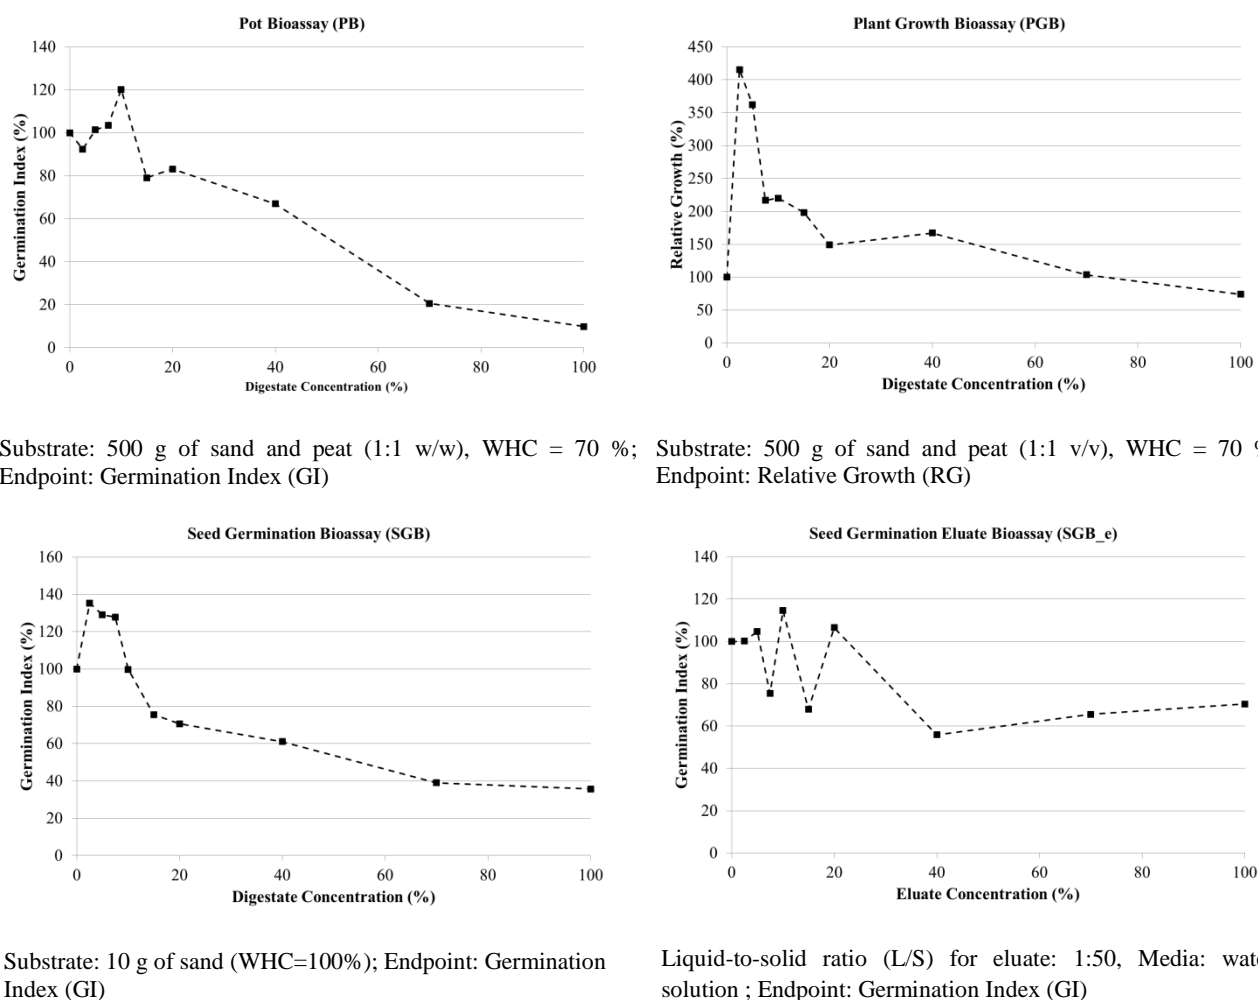 Pot Bioassay (PB)
Germination Index (%)
140
120
100
80
60
40
20
0
0 20 40 60 80 100
Digestate Concentration (%)
Plant Growth Bioassay (PGB)
Relative Growth (%)
450
400
350
300
250
200
150
100
50
0
0 20 40 60 80 100
Digestate Concentration (%)
Substrate: 500 g of sand and peat (1:1 w/w), WHC = 70 %;
Endpoint: Germination Index (GI)
Substrate: 500 g of sand and peat (1:1 v/v), WHC = 70
Endpoint: Relative Growth (RG)
Seed Germination Bioassay (SGB)
Germination Index (%)
160
140
120
100
80
60
40
20
0
0 20 40 60 80 100
Digestate Concentration (%)
Seed Germination Eluate Bioassay (SGB_e)
Germination Index (%)
140
120
100
80
60
40
20
0
0 20 40 60 80 100
Eluate Concentration (%)
Substrate: 10 g of sand (WHC=100%); Endpoint: Germination
Index (GI)
Liquid-to-solid ratio (L/S) for eluate: 1:50, Media:
solution ; Endpoint: Germination Index (GI)